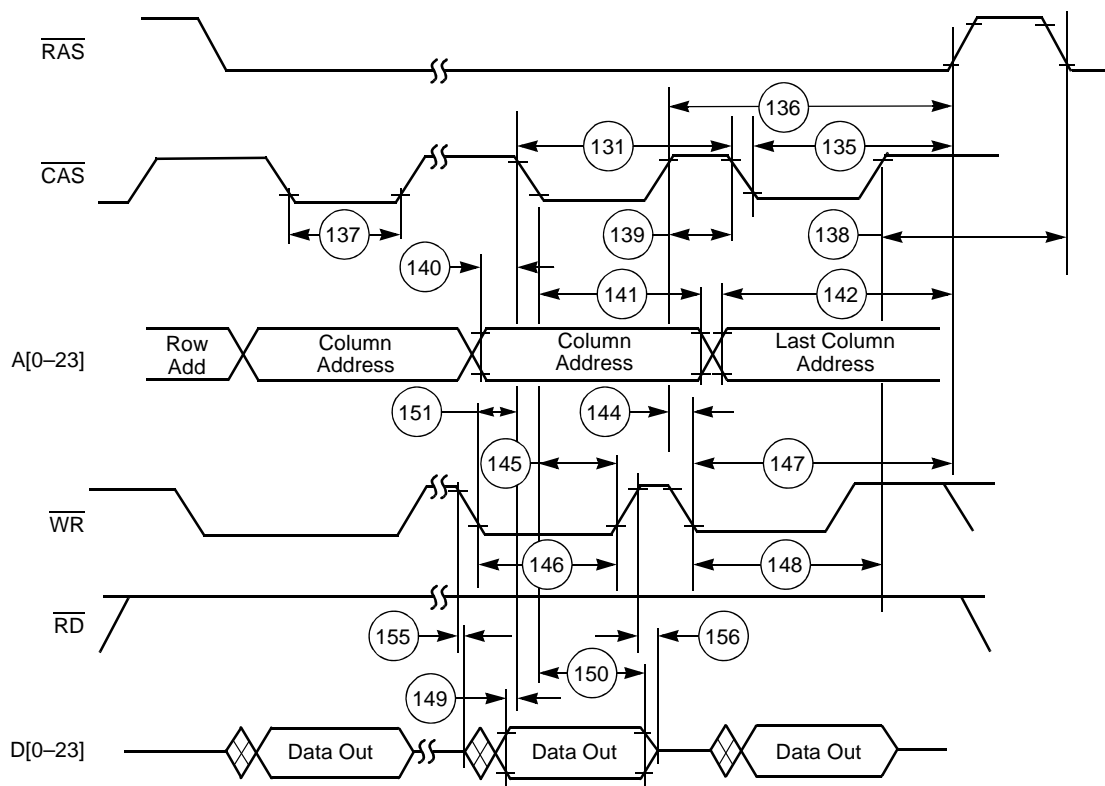 RAS
136
131
135
CAS
137
139
138
140
141
142
A[0–23]
Row
Add
Column
Address
Column
Address
Last Column
Address
151
144
145
147
WR
146
148
RD
155
156
150
149
D[0–23]
Data Out
Data Out
Data Out